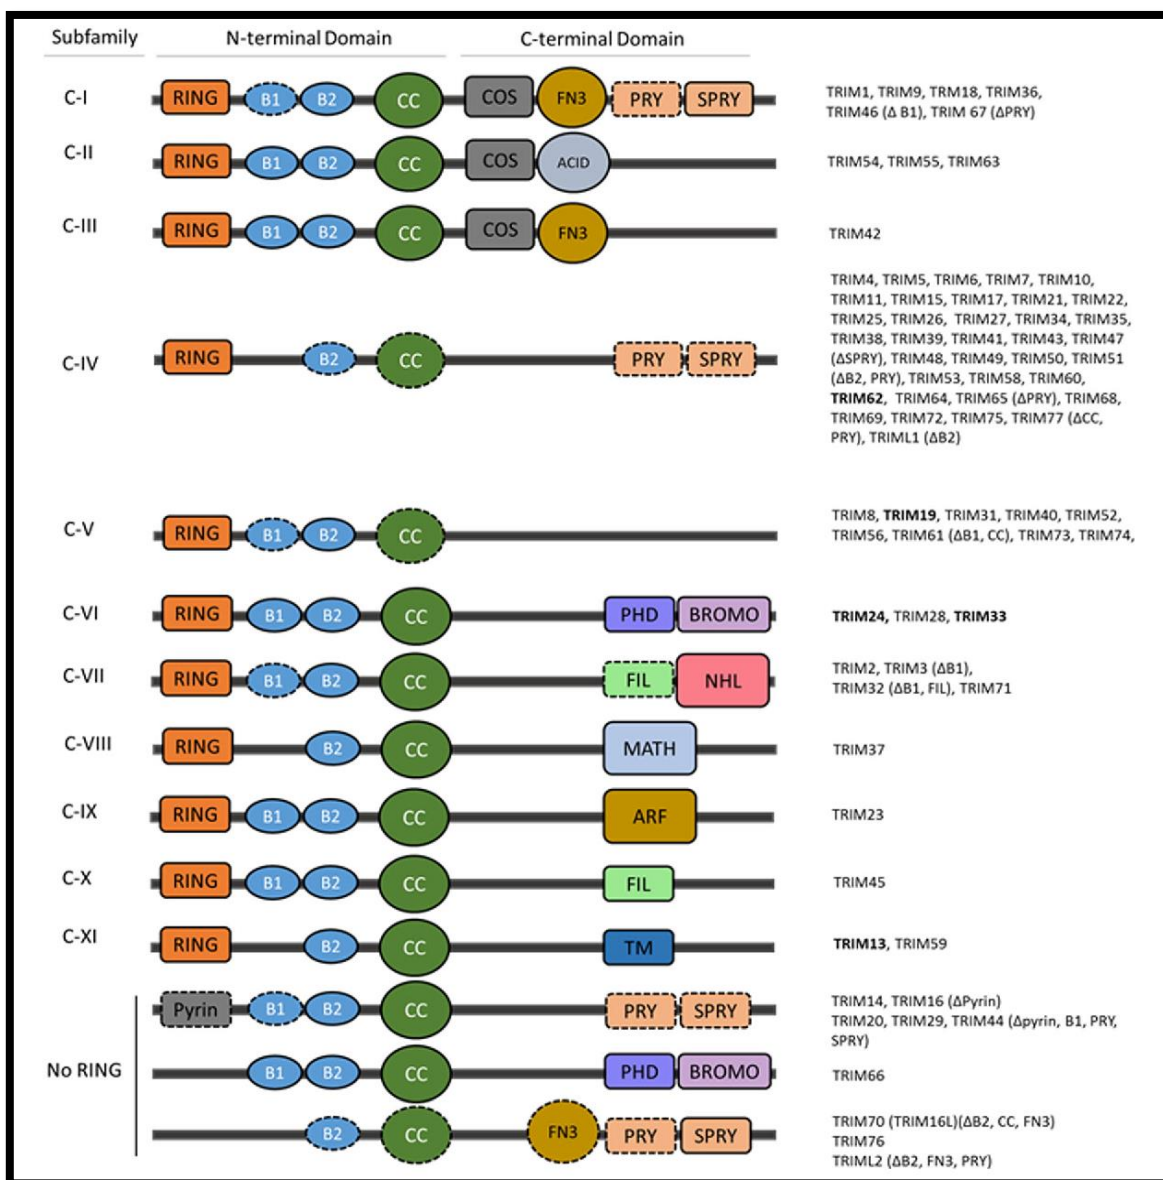 Subfamily N-terminal Domain C-terminal Domain
C-I RING B1 B2 CC COS FN3 PRY SPRY TRIM1, TRIM9, TRM18, TRIM36,
TRIM46 (Δ B1), TRIM 67 (ΔPRY)
C-II RING B1 B2 CC COS ACID TRIM54, TRIM55, TRIM63
C-III RING B1 B2 CC COS FN3 TRIM42
TRIM4, TRIM5, TRIM6, TRIM7, TRIM10,
TRIM11, TRIM15, TRIM17, TRIM21, TRIM22,
TRIM25, TRIM26, TRIM27, TRIM34, TRIM35,
TRIM38, TRIM39, TRIM41, TRIM43, TRIM47
C-IV RING B2 CC PRY SPRY (ΔSPRY), TRIM48, TRIM49, TRIM50, TRIM51
(ΔB2, PRY), TRIM53, TRIM58, TRIM60,
TRIM62, TRIM64, TRIM65 (ΔPRY), TRIM68,
TRIM69, TRIM72, TRIM75, TRIM77 (ΔCC,
PRY), TRIML1 (ΔB2)
C-V RING B1 B2 CC TRIM8, TRIM19, TRIM31, TRIM40, TRIM52,
TRIM56, TRIM61 (ΔB1, CC), TRIM73, TRIM74,
C-VI RING B1 B2 CC PHD BROMO TRIM24, TRIM28, TRIM33
C-VII RING B1 B2 CC FIL NHL TRIM2, TRIM3 (ΔB1),
TRIM32 (ΔB1, FIL), TRIM71
C-VIII RING B2 CC MATH TRIM37
C-IX RING B1 B2 CC ARF TRIM23
C-X RING B1 B2 CC FIL TRIM45
C-XI RING B2 CC TM TRIM13, TRIM59
Pyrin B1 B2 CC PRY SPRY TRIM14, TRIM16 (ΔPyrin)
TRIM20, TRIM29, TRIM44 (Δpyrin, B1, PRY,
SPRY)
No RING B1 B2 CC PHD BROMO TRIM66
B2 CC FN3 PRY SPRY TRIM70 (TRIM16L)(ΔB2, CC, FN3)
TRIM76
TRIML2 (ΔB2, FN3, PRY)